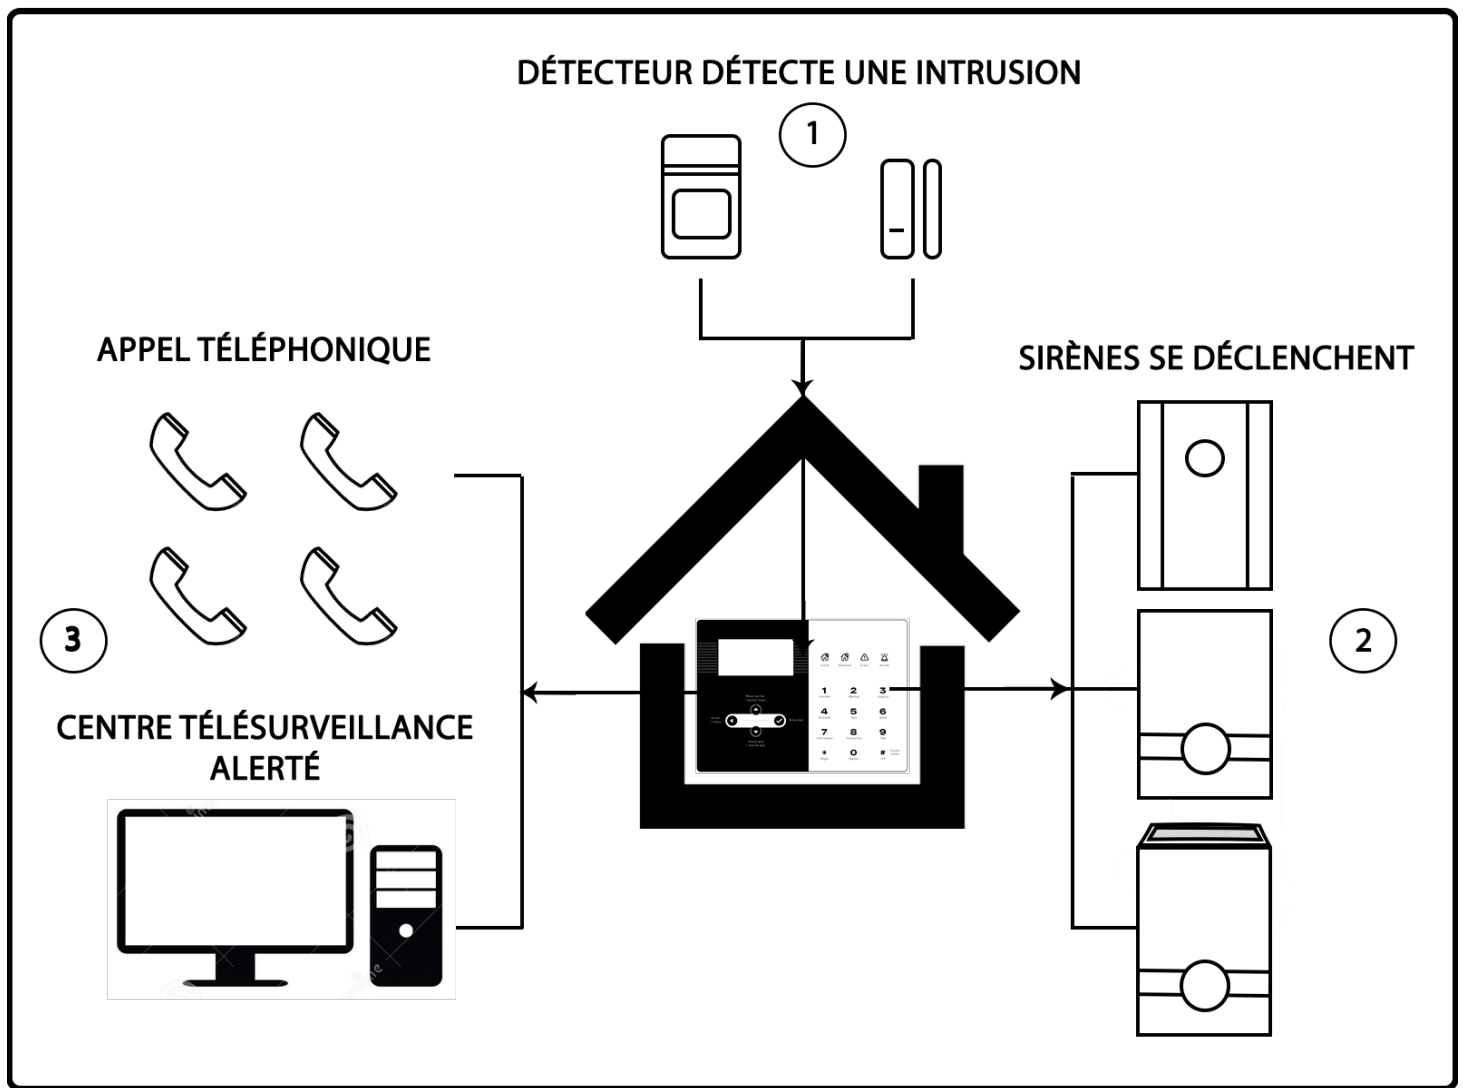 DÉTECTEUR DÉTECTE UNE INTRUSION
1
APPEL TÉLÉPHONIQUE
SIRÈNES SE DÉCLENCHENT
3
2
CENTRE TÉLÉSURVEILLANCE
ALERTÉ
1 2 3
4 5 6
7 8 9
* 0 #